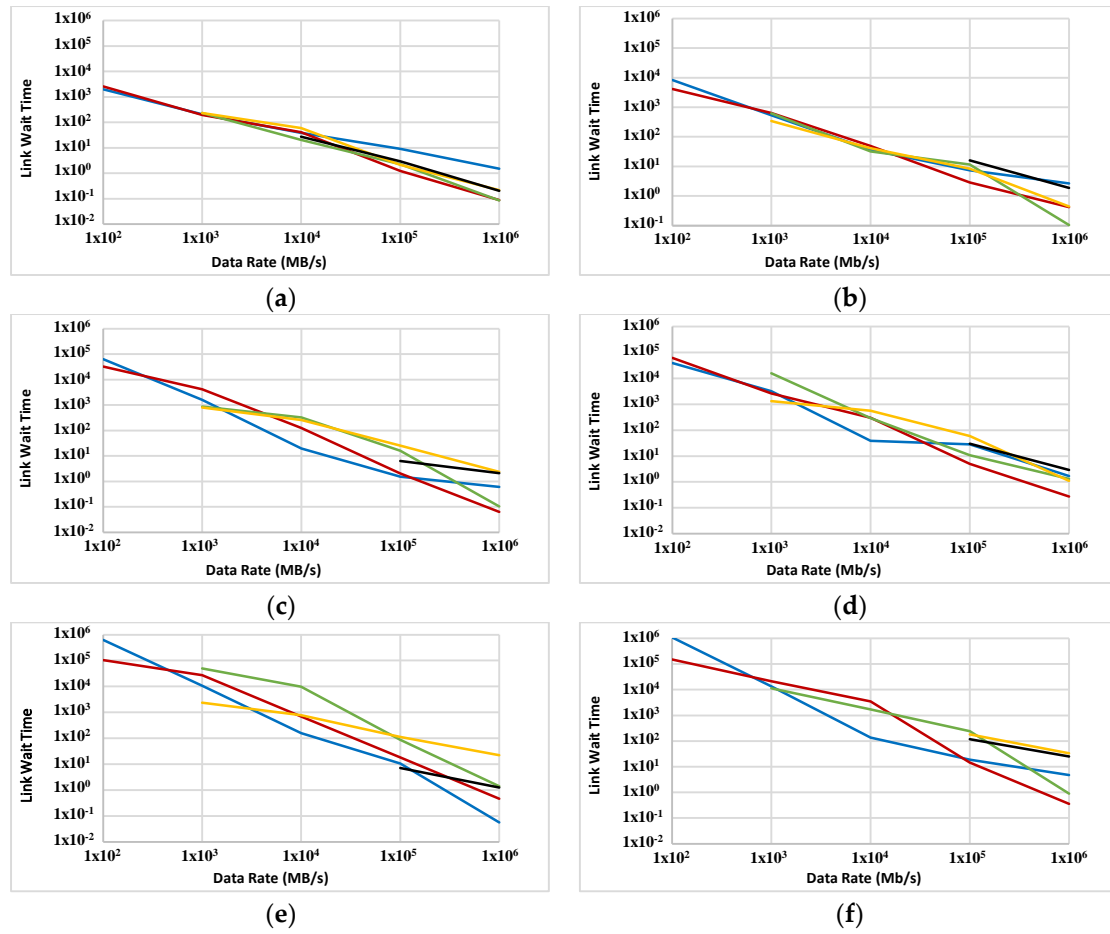 1x10⁶
1x10⁵
1x10⁴
1x10³
1x10²
1x10¹
1x10⁰
1x10⁻¹
1x10⁻²
Link Wait Time
1x10² 1x10³ 1x10⁴ 1x10⁵ 1x10⁶
Data Rate (MB/s)
(a)
1x10⁶
1x10⁵
1x10⁴
1x10³
1x10²
1x10¹
1x10⁰
1x10⁻¹
Link Wait Time
1x10² 1x10³ 1x10⁴ 1x10⁵ 1x10⁶
Data Rate (Mb/s)
(b)
1x10⁶
1x10⁵
1x10⁴
1x10³
1x10²
1x10¹
1x10⁰
1x10⁻¹
1x10⁻²
Link Wait Time
1x10² 1x10³ 1x10⁴ 1x10⁵ 1x10⁶
Data Rate (MB/s)
(c)
1x10⁶
1x10⁵
1x10⁴
1x10³
1x10²
1x10¹
1x10⁰
1x10⁻¹
1x10⁻²
Link Wait Time
1x10² 1x10³ 1x10⁴ 1x10⁵ 1x10⁶
Data Rate (Mb/s)
(d)
1x10⁶
1x10⁵
1x10⁴
1x10³
1x10²
1x10¹
1x10⁰
1x10⁻¹
1x10⁻²
Link Wait Time
1x10² 1x10³ 1x10⁴ 1x10⁵ 1x10⁶
Data Rate (MB/s)
(e)
1x10⁶
1x10⁵
1x10⁴
1x10³
1x10²
1x10¹
1x10⁰
1x10⁻¹
1x10⁻²
Link Wait Time
1x10² 1x10³ 1x10⁴ 1x10⁵ 1x10⁶
Data Rate (Mb/s)
(f)